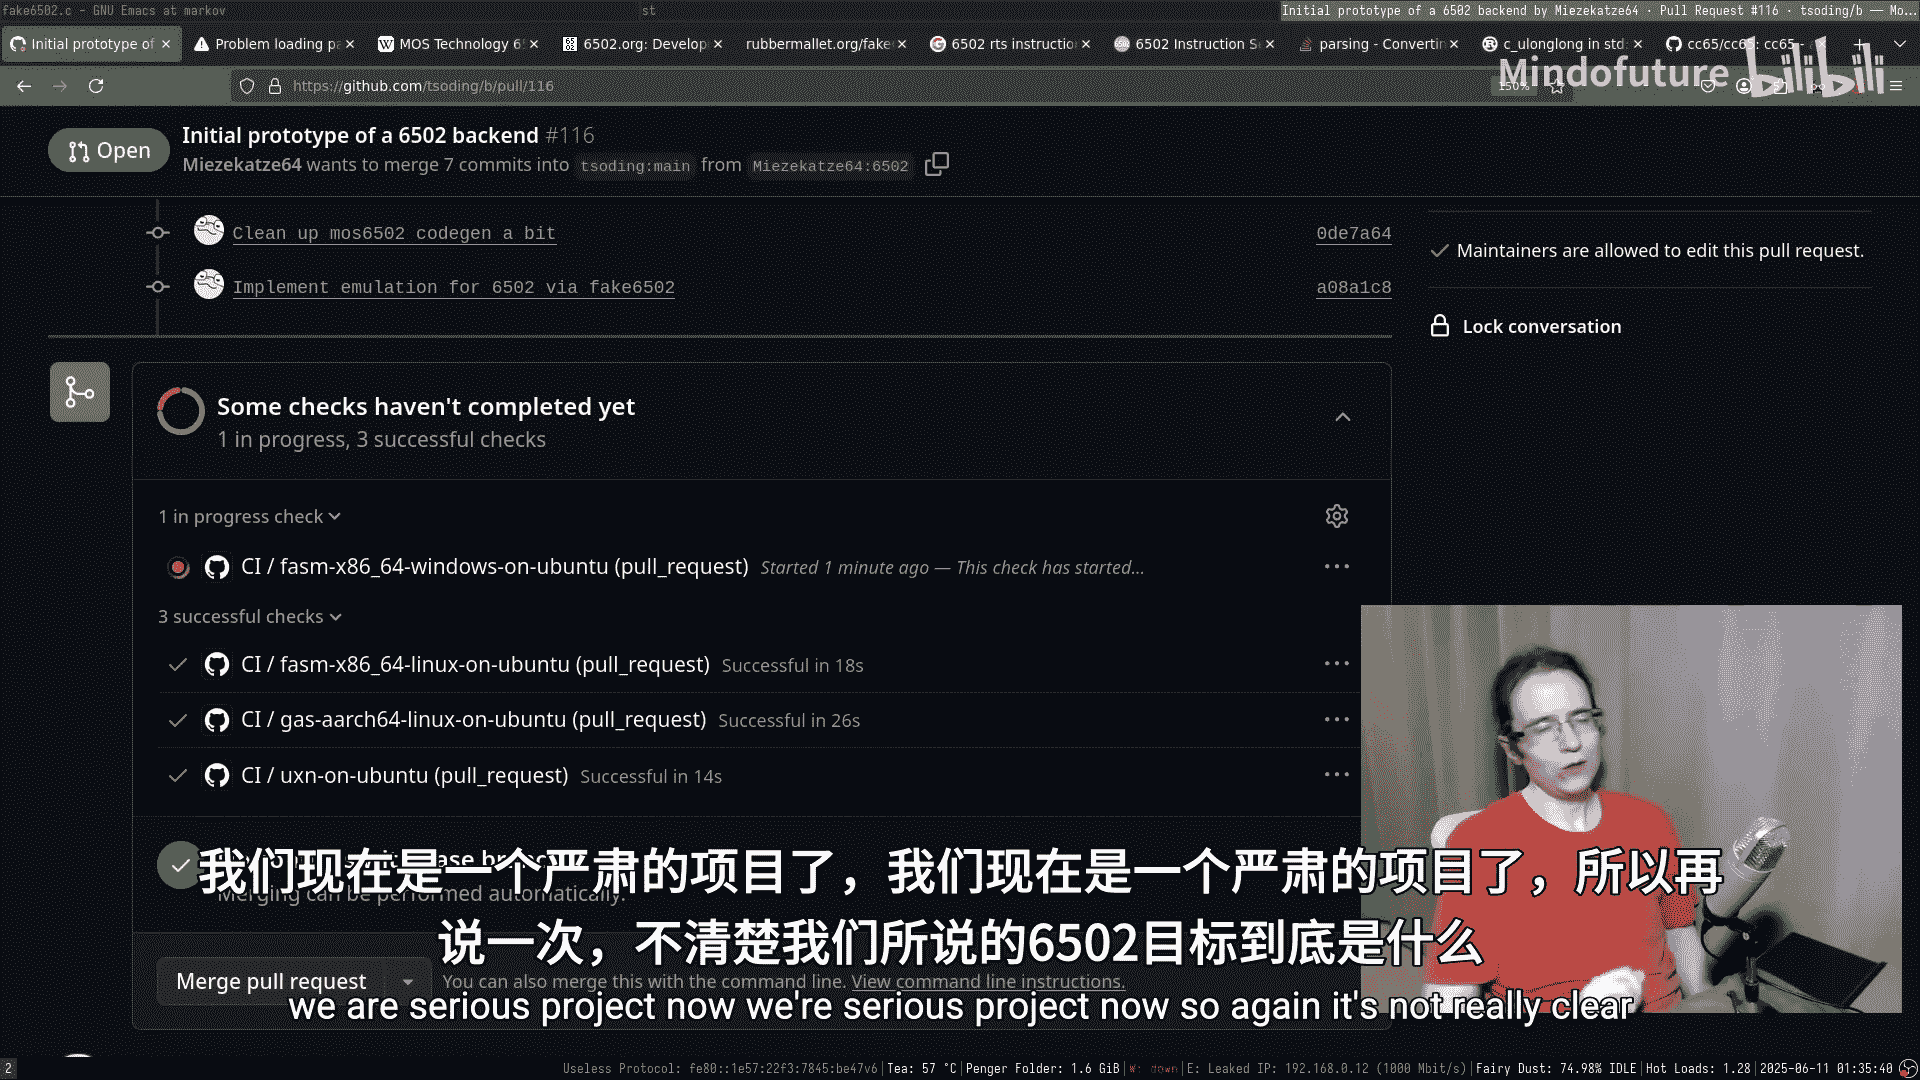 fake6502.c - GNU Emacs at markov
st
Initial prototype of a 6502 backend by Miezekatze64 · Pull Request #116 · tsoding/b — Mo...
Initial prototype of
Problem loading pa
MOS Technology 65
6502.org: Develop
rubbermallet.org/fake
6502 rts instructio
6502 Instruction Se
parsing - Convertin
c_ulonglong in std:
cc65/cc65: cc65 -
https://github.com/tsoding/b/pull/116
150%
Mindofuture bilibili
Open
Initial prototype of a 6502 backend #116
Miezekatze64 wants to merge 7 commits into tsoding:main from Miezekatze64:6502
Clean up mos6502 codegen a bit
0de7a64
Implement emulation for 6502 via fake6502
a08a1c8
Maintainers are allowed to edit this pull request.
Lock conversation
Some checks haven't completed yet
1 in progress, 3 successful checks
1 in progress check
CI / fasm-x86_64-windows-on-ubuntu (pull_request) Started 1 minute ago — This check has started...
3 successful checks
CI / fasm-x86_64-linux-on-ubuntu (pull_request) Successful in 18s
CI / gas-aarch64-linux-on-ubuntu (pull_request) Successful in 26s
CI / uxn-on-ubuntu (pull_request) Successful in 14s
我们现在是一个严肃的项目了，我们现在是一个严肃的项目了，所以再
Merging can be performed automatically.
说一次，不清楚我们所说的6502目标到底是什么
Merge pull request
You can also merge this with the command line. View command line instructions.
we are serious project now we're serious project now so again it's not really clear
2
Useless Protocol: fe80::1e57:22f3:7845:be47v6 | Tea: 57 °C | Penger Folder: 1.6 GiB | W: down | E: Leaked IP: 192.168.0.12 (1000 Mbit/s) | Fairy Dust: 74.98% IDLE | Hot Loads: 1.28 | 2025-06-11 01:35:40